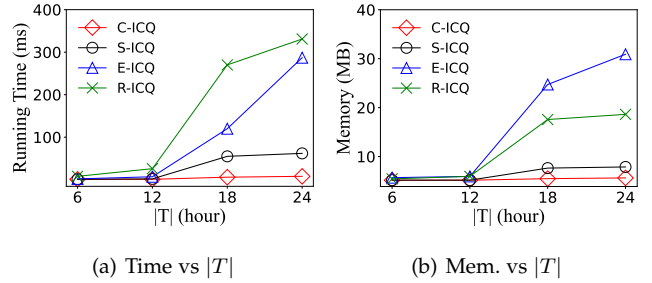 400
300
200
100
Running Time (ms)
C-ICQ
S-ICQ
E-ICQ
R-ICQ
6 12 18 24
|T| (hour)
(a) Time vs |T|
40
30
20
10
Memory (MB)
C-ICQ
S-ICQ
E-ICQ
R-ICQ
6 12 18 24
|T| (hour)
(b) Mem. vs |T|